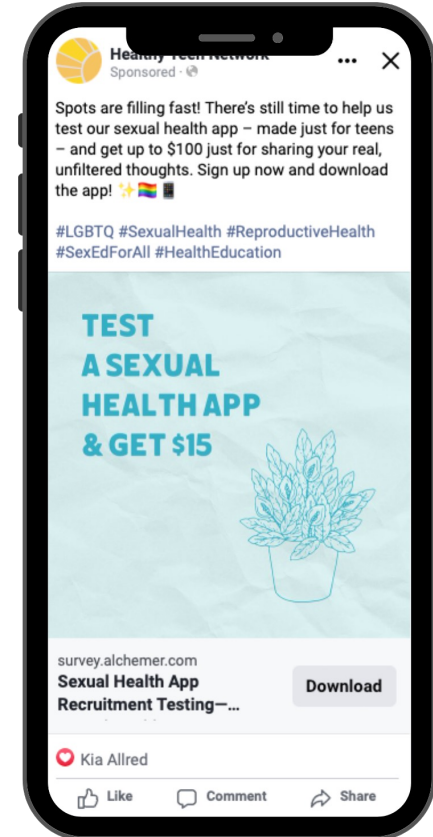 Healthy Teen Network
Sponsored ·
Spots are filling fast! There's still time to help us
test our sexual health app – made just for teens
– and get up to $100 just for sharing your real,
unfiltered thoughts. Sign up now and download
the app! ✨🏳️‍🌈📱
#LGBTQ #SexualHealth #ReproductiveHealth
#SexEdForAll #HealthEducation
TEST
A SEXUAL
HEALTH APP
& GET $15
survey.alchemer.com
Sexual Health App
Recruitment Testing—...
Download
Kia Allred
Like Comment Share